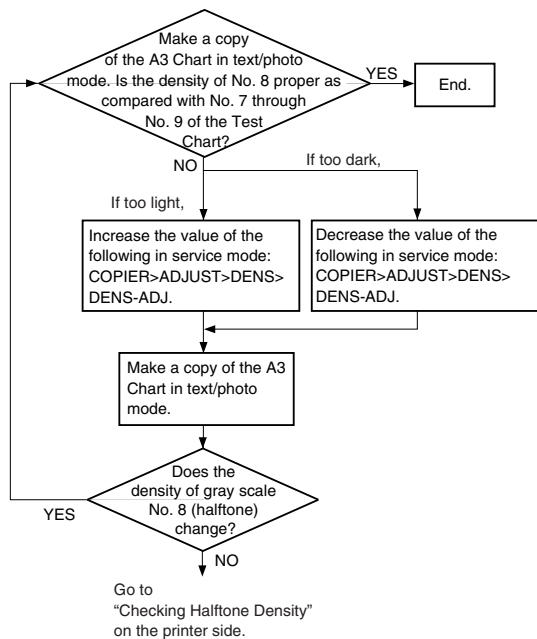 Make a copy
of the A3 Chart in text/photo
mode. Is the density of No. 8 proper as
compared with No. 7 through
No. 9 of the Test
Chart?
YES
End.
NO
If too dark,
If too light,
Increase the value of the
following in service mode:
COPIER>ADJUST>DENS>
DENS-ADJ.
Decrease the value of the
following in service mode:
COPIER>ADJUST>DENS>
DENS-ADJ.
Make a copy of the A3
Chart in text/photo
mode.
Does the
density of gray scale
No. 8 (halftone)
change?
YES
NO
Go to
“Checking Halftone Density”
on the printer side.